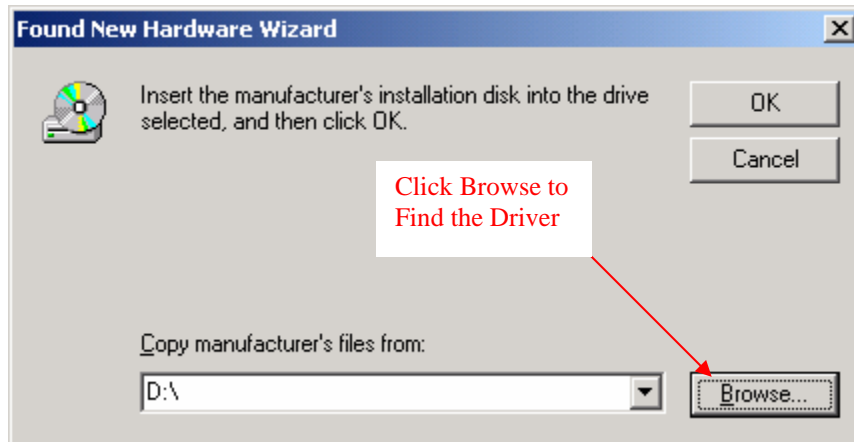 Found New Hardware Wizard
Insert the manufacturer's installation disk into the drive
selected, and then click OK.
OK
Cancel
Click Browse to
Find the Driver
Copy manufacturer's files from:
D:\
Browse...